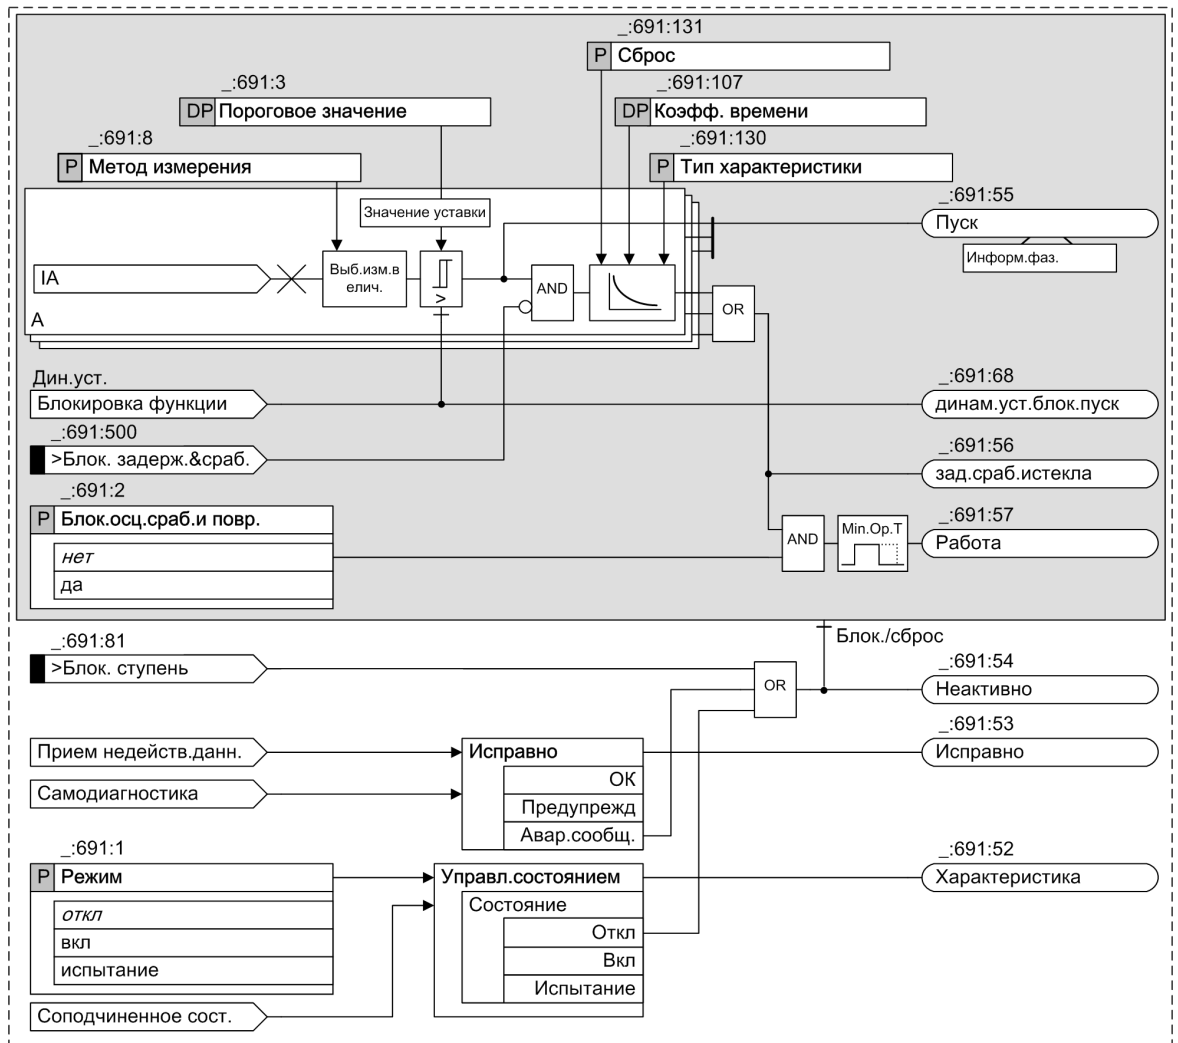 _:691:131
P Сброс
_:691:3
DP Пороговое значение
_:691:107
DP Коэфф. времени
_:691:8
P Метод измерения
_:691:130
P Тип характеристики
Значение уставки
_:691:55
Пуск
Информ.фаз.
IA
Выб.изм.в
елич.
>
AND
OR
A
Дин.уст.
Блокировка функции
_:691:68
динам.уст.блок.пуск
_:691:500
>Блок. задерж.&сраб.
_:691:56
зад.сраб.истекла
_:691:2
P Блок.осц.сраб.и повр.
нет
да
AND
Min.Op.T
_:691:57
Работа
Блок./сброс
_:691:81
>Блок. ступень
OR
_:691:54
Неактивно
Прием недейств.данн.
Самодиагностика
Исправно
ОК
Предупрежд
Авар.сообщ.
_:691:53
Исправно
_:691:1
P Режим
откл
вкл
испытание
Соподчиненное сост.
Управл.состоянием
Состояние
Откл
Вкл
Испытание
_:691:52
Характеристика